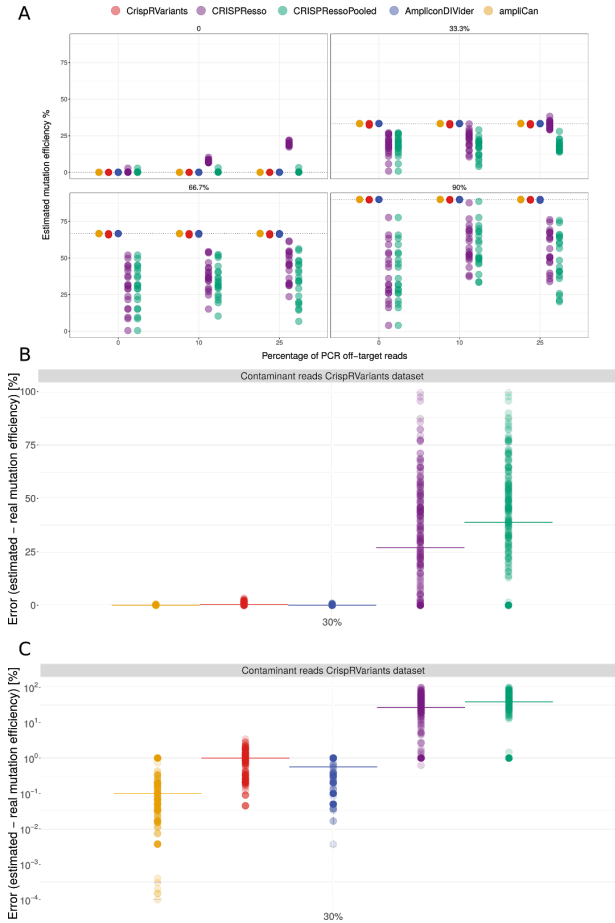 A
CrispRVariants CRISPResso CRISPRessoPooled AmpliconDIVider ampliCan
0 33.3%
75
50
25
0
66.7% 90%
75
50
25
0
0 10 25 0 10 25
Estimated mutation efficiency %
Percentage of PCR off-target reads
B
Contaminant reads CrispRVariants dataset
100
75
50
25
0
30%
Error (estimated − real mutation efficiency) [%]
C
Contaminant reads CrispRVariants dataset
10²
10¹
10⁰
10⁻¹
10⁻²
10⁻³
10⁻⁴
30%
Error (estimated − real mutation efficiency) [%]